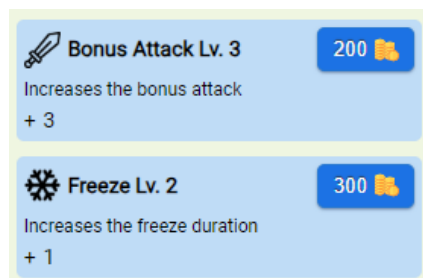 Bonus Attack Lv. 3
200
Increases the bonus attack
+ 3
Freeze Lv. 2
300
Increases the freeze duration
+ 1